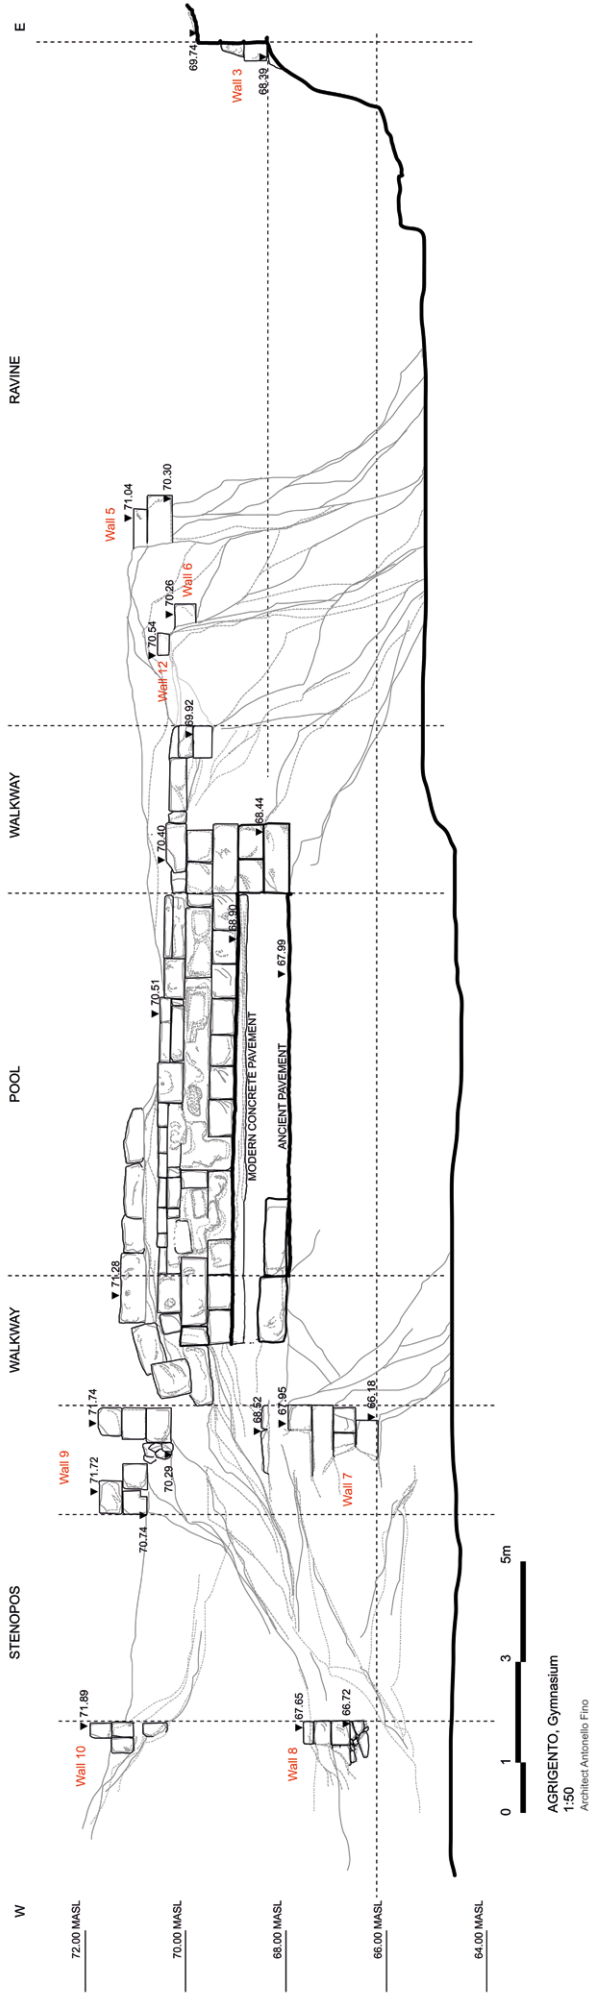 W
STENOPOS
WALKWAY
POOL
WALKWAY
RAVINE
E
72.00 MASL
70.00 MASL
68.00 MASL
66.00 MASL
64.00 MASL
Wall 10
71.89
Wall 8
67.65
66.72
Wall 9
71.72
71.74
70.74
70.29
68.52
67.95
66.18
Wall 7
71.28
70.51
70.40
68.90
67.99
68.44
69.92
MODERN CONCRETE PAVEMENT
ANCIENT PAVEMENT
Wall 12
70.54
70.26
Wall 6
Wall 5
71.04
70.30
Wall 3
69.74
68.39
0 1 3 5m
AGRIGENTO, Gymnasium
1:50
Architect Antonello Fino